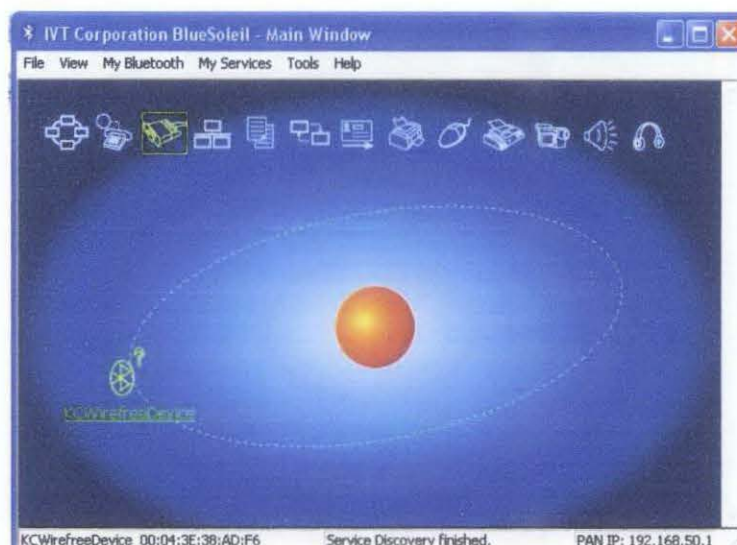 IVT Corporation BlueSoleil - Main Window
File View My Bluetooth My Services Tools Help
?
KCWirefreeDevice
KCWirefreeDevice 00:04:3E:38:AD:F6 Service Discovery finished. PAN IP: 192.168.50.1